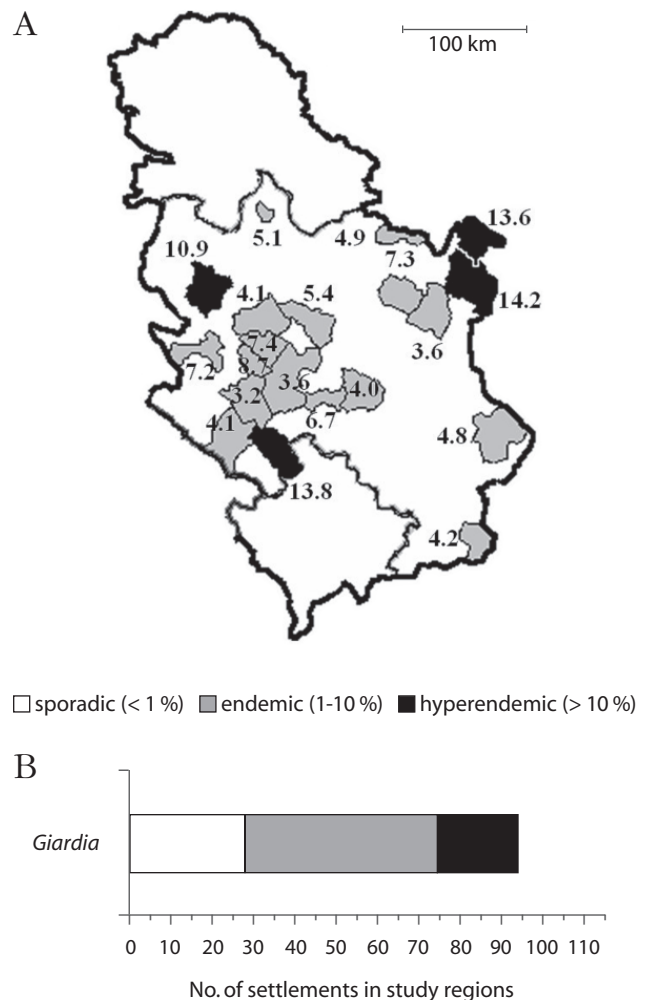 A
100 km
13.6
5.1
4.9
10.9
7.3
4.1
5.4
14.2
7.4
3.6
8.7
7.2
3.6
3.2
4.0
4.1
6.7
4.8
13.8
4.2
sporadic (< 1 %) endemic (1-10 %) hyperendemic (> 10 %)
B
Giardia
0 10 20 30 40 50 60 70 80 90 100 110
No. of settlements in study regions